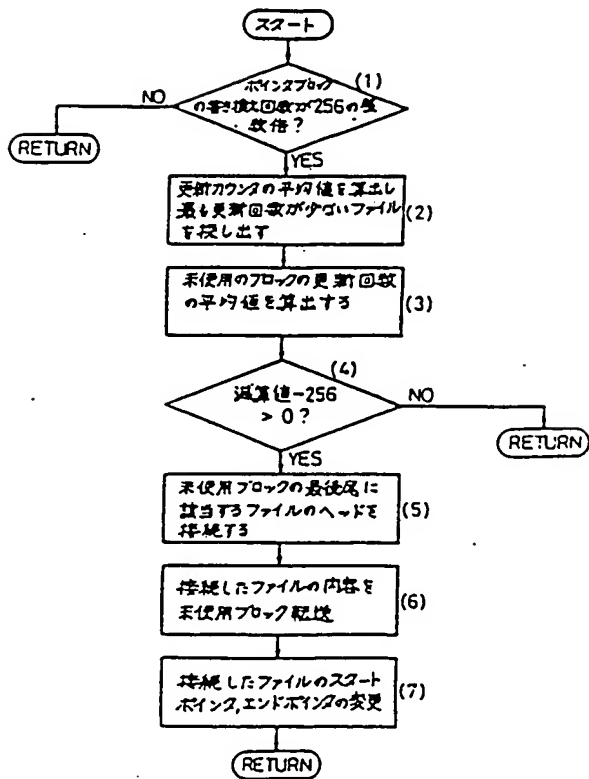 スタート
(1)
ポインタブロック
の書き換え回数が256の整
数倍?
NO
RETURN
YES
更新カウンタの平均値を算出し
最も更新回数が少ないファイル
を探し出す
(2)
未使用のブロックの更新回数
の平均値を算出する
(3)
(4)
減算値-256
> 0?
NO
RETURN
YES
未使用ブロックの最後尾に
該当するファイルのヘッドを
接続する
(5)
接続したファイルの内容を
未使用ブロック転送
(6)
接続したファイルのスタート
ポインタ,エンドポインタの変更
(7)
RETURN